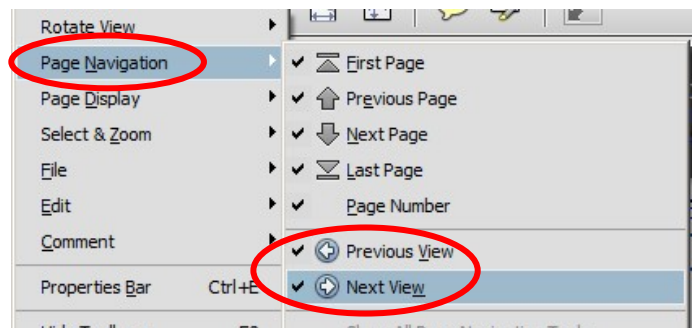 Rotate View
Page Navigation
Page Display
Select & Zoom
File
Edit
Comment
Properties Bar Ctrl+E
First Page
Previous Page
Next Page
Last Page
Page Number
Previous View
Next View